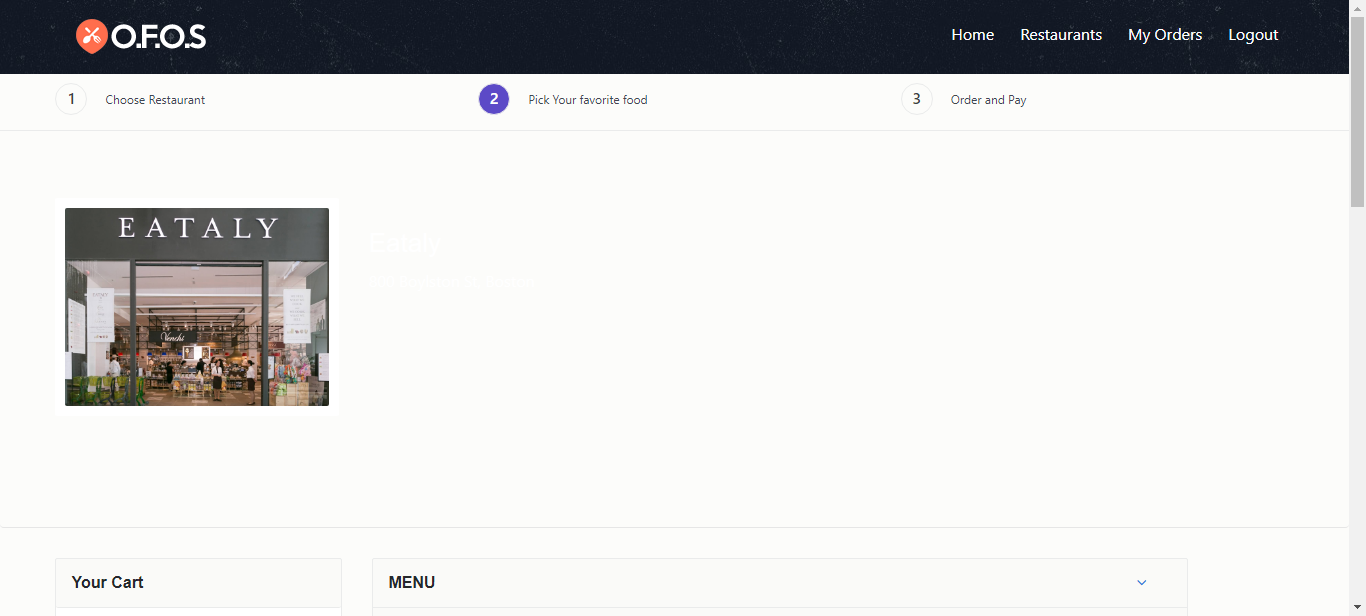 O.F.O.S
Home Restaurants My Orders Logout
1 Choose Restaurant 2 Pick Your favorite food 3 Order and Pay
EATALY
Venchi
Eataly
Your Cart
MENU